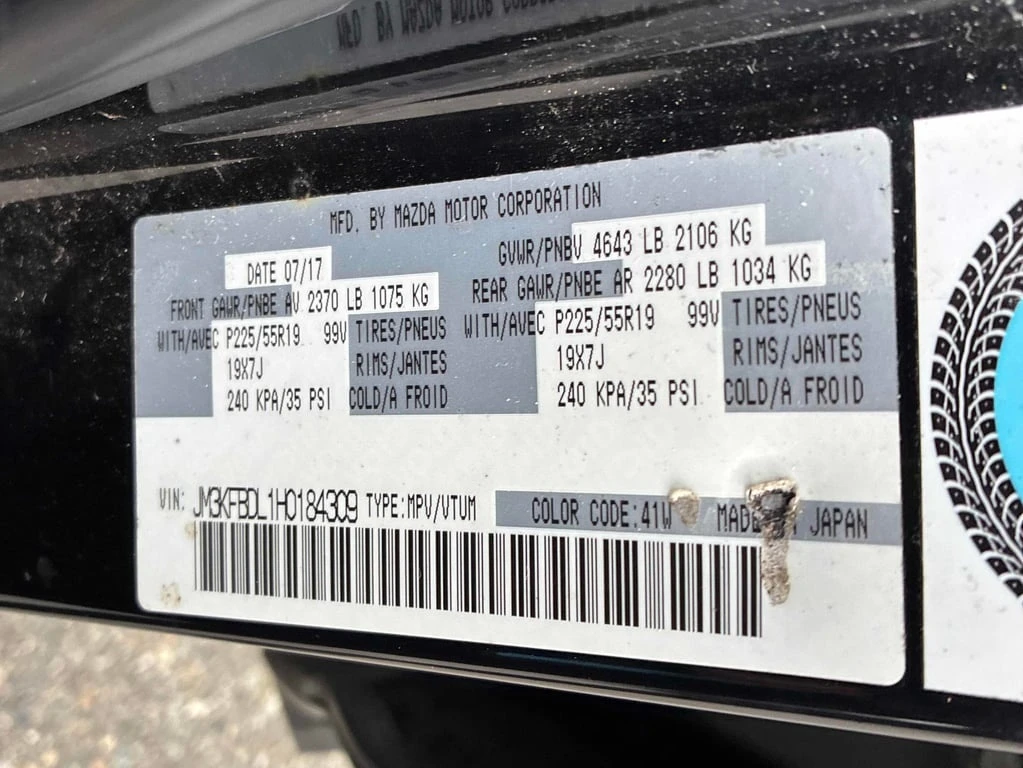 MFD. BY MAZDA MOTOR CORPORATION
DATE 07/17
GVWR/PNBV 4643 LB 2106 KG
FRONT GAWR/PNBE AV 2370 LB 1075 KG
REAR GAWR/PNBE AR 2280 LB 1034 KG
WITH/AVEC P225/55R19 99V TIRES/PNEUS
WITH/AVEC P225/55R19 99V TIRES/PNEUS
19X7J RIMS/JANTES
19X7J RIMS/JANTES
240 KPA/35 PSI COLD/A FROID
240 KPA/35 PSI COLD/A FROID
VIN: JM3KFBDL1H0184309 TYPE:MPV/VTUM
COLOR CODE:41W MADE JAPAN